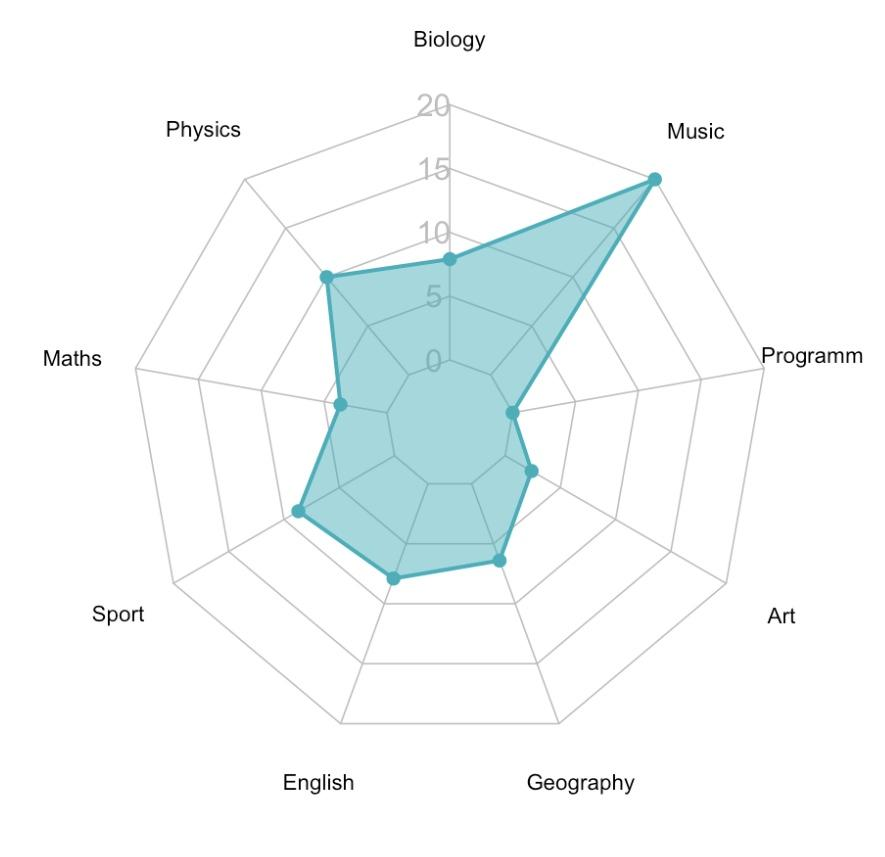 Biology
20
Physics
Music
15
10
5
0
Maths
Programm
Sport
Art
English
Geography